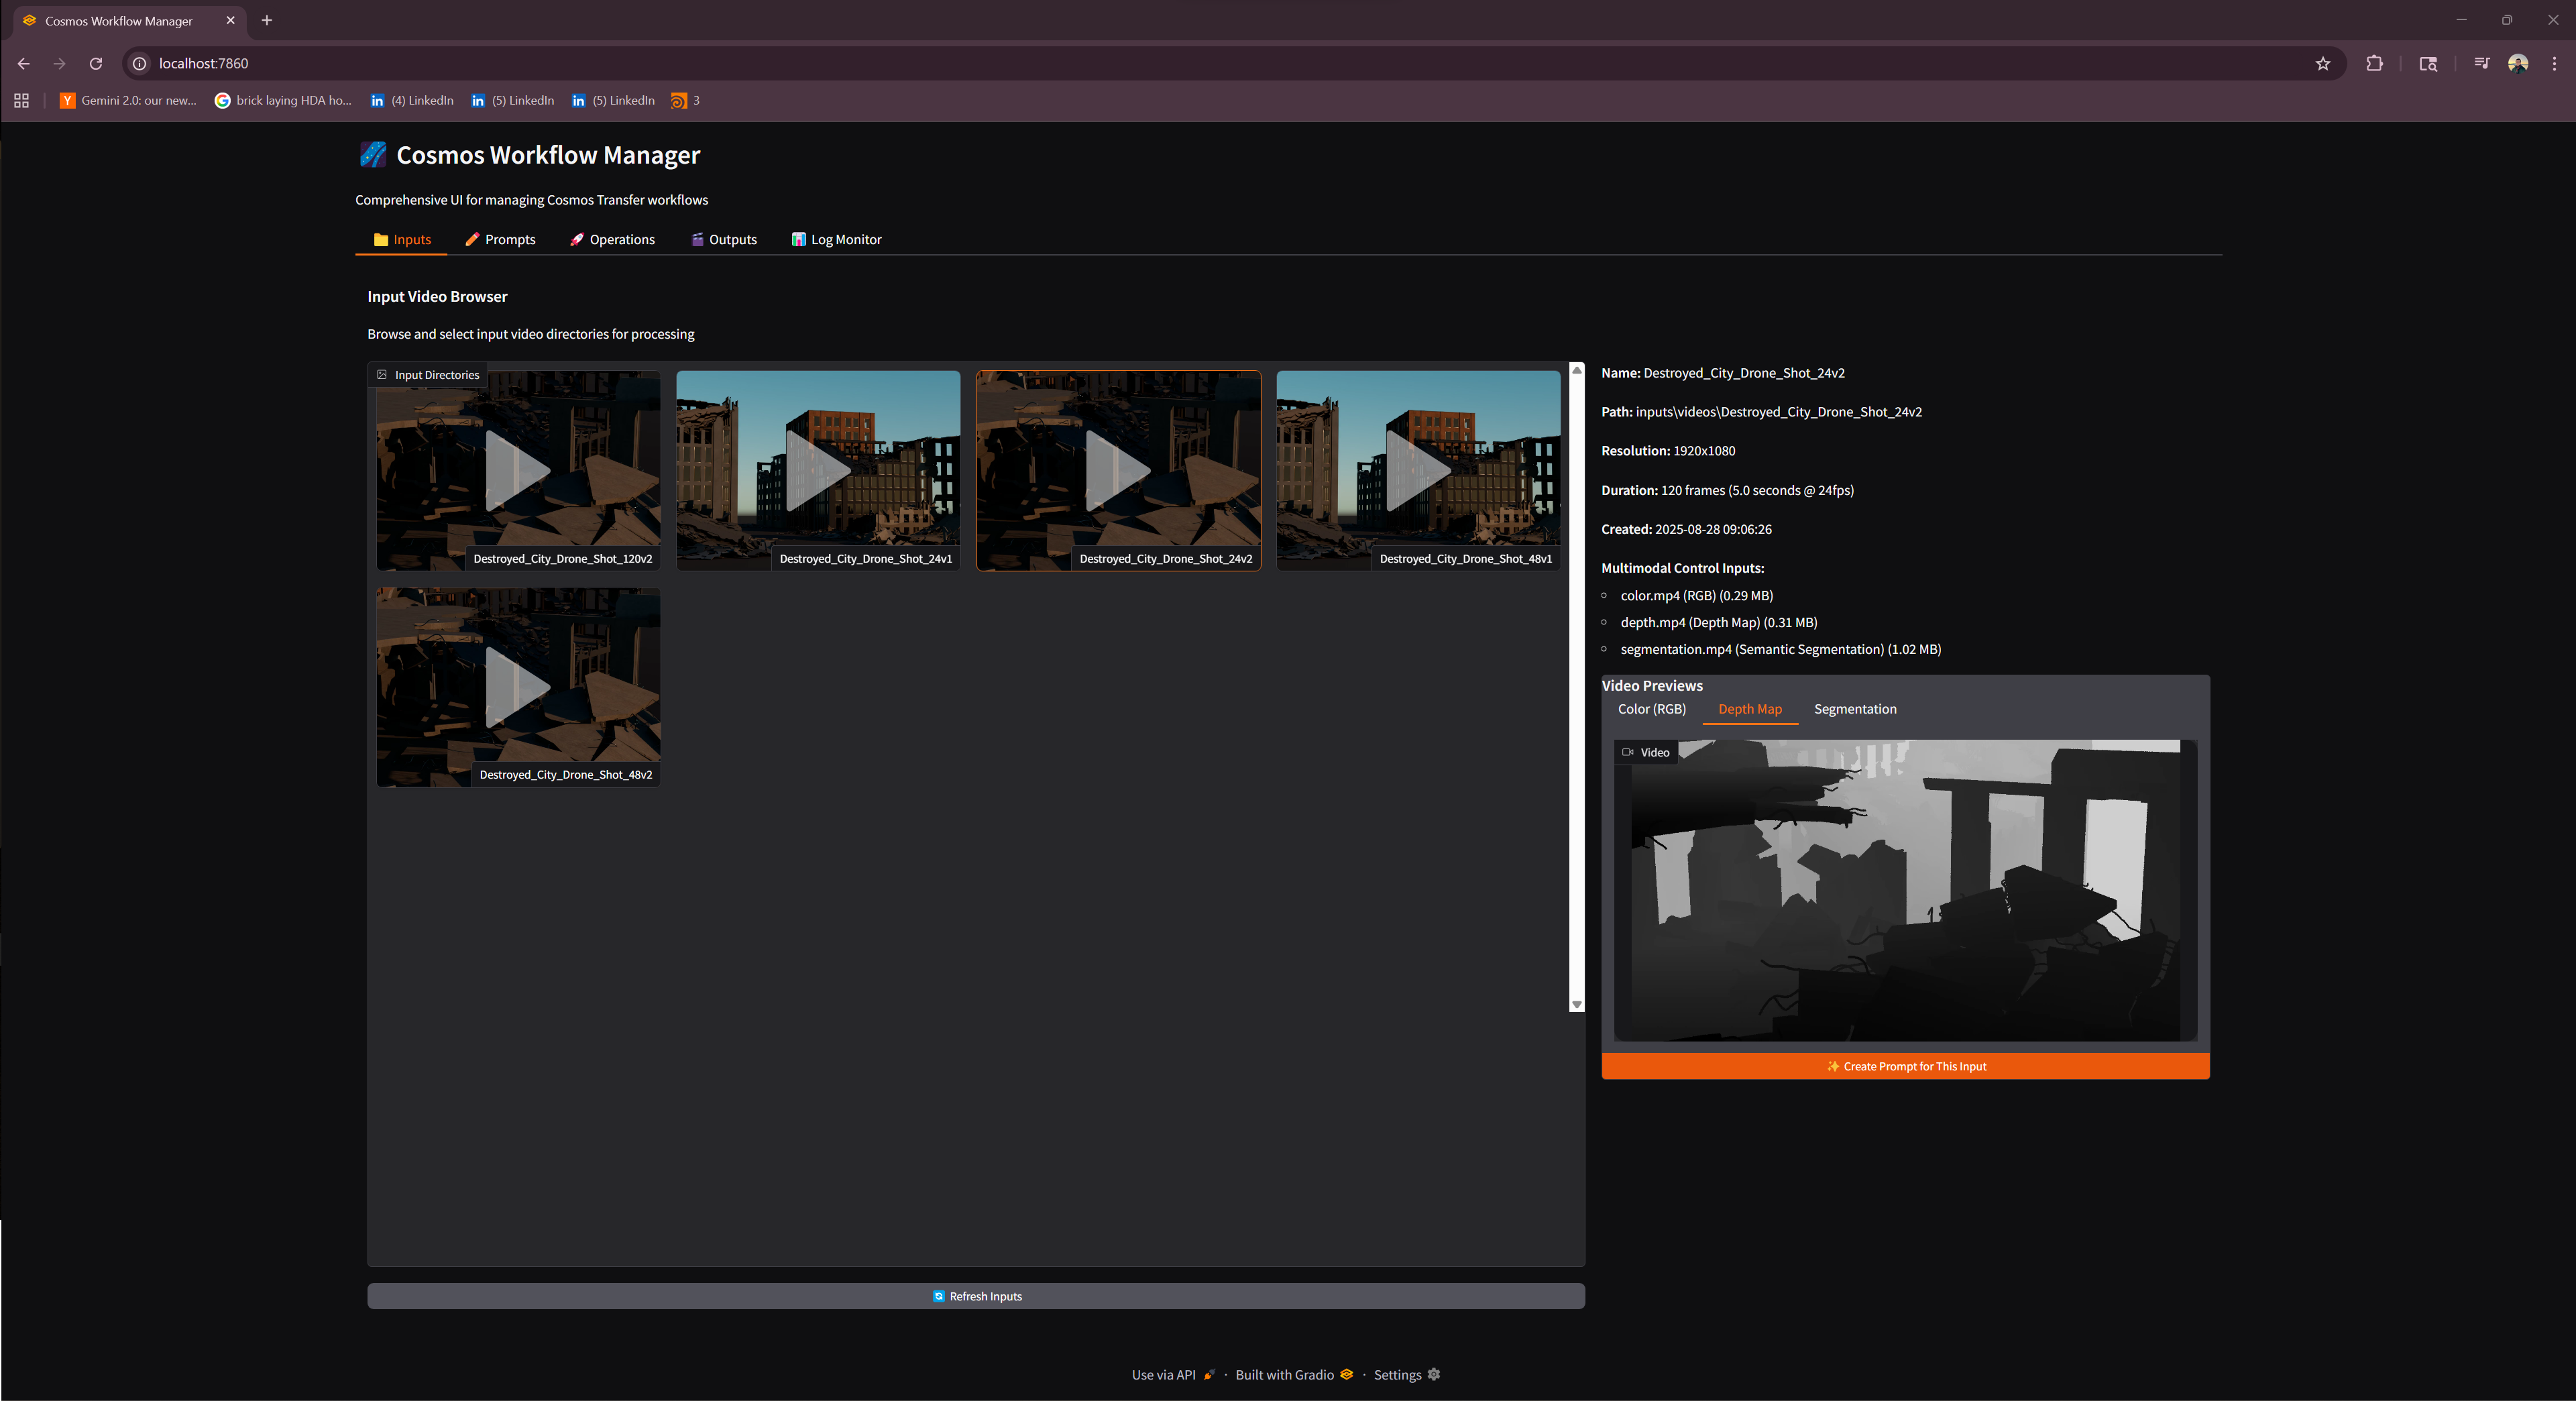 Cosmos Workflow Manager
localhost:7860
Gemini 2.0: our new...
brick laying HDA ho...
(4) LinkedIn
(5) LinkedIn
(5) LinkedIn
3
Cosmos Workflow Manager
Comprehensive UI for managing Cosmos Transfer workflows
Inputs
Prompts
Operations
Outputs
Log Monitor
Input Video Browser
Browse and select input video directories for processing
Input Directories
Destroyed_City_Drone_Shot_120v2
Destroyed_City_Drone_Shot_24v1
Destroyed_City_Drone_Shot_24v2
Destroyed_City_Drone_Shot_48v1
Destroyed_City_Drone_Shot_48v2
Refresh Inputs
Name: Destroyed_City_Drone_Shot_24v2
Path: inputs\videos\Destroyed_City_Drone_Shot_24v2
Resolution: 1920x1080
Duration: 120 frames (5.0 seconds @ 24fps)
Created: 2025-08-28 09:06:26
Multimodal Control Inputs:
color.mp4 (RGB) (0.29 MB)
depth.mp4 (Depth Map) (0.31 MB)
segmentation.mp4 (Semantic Segmentation) (1.02 MB)
Video Previews
Color (RGB)
Depth Map
Segmentation
Video
Create Prompt for This Input
Use via API · Built with Gradio · Settings